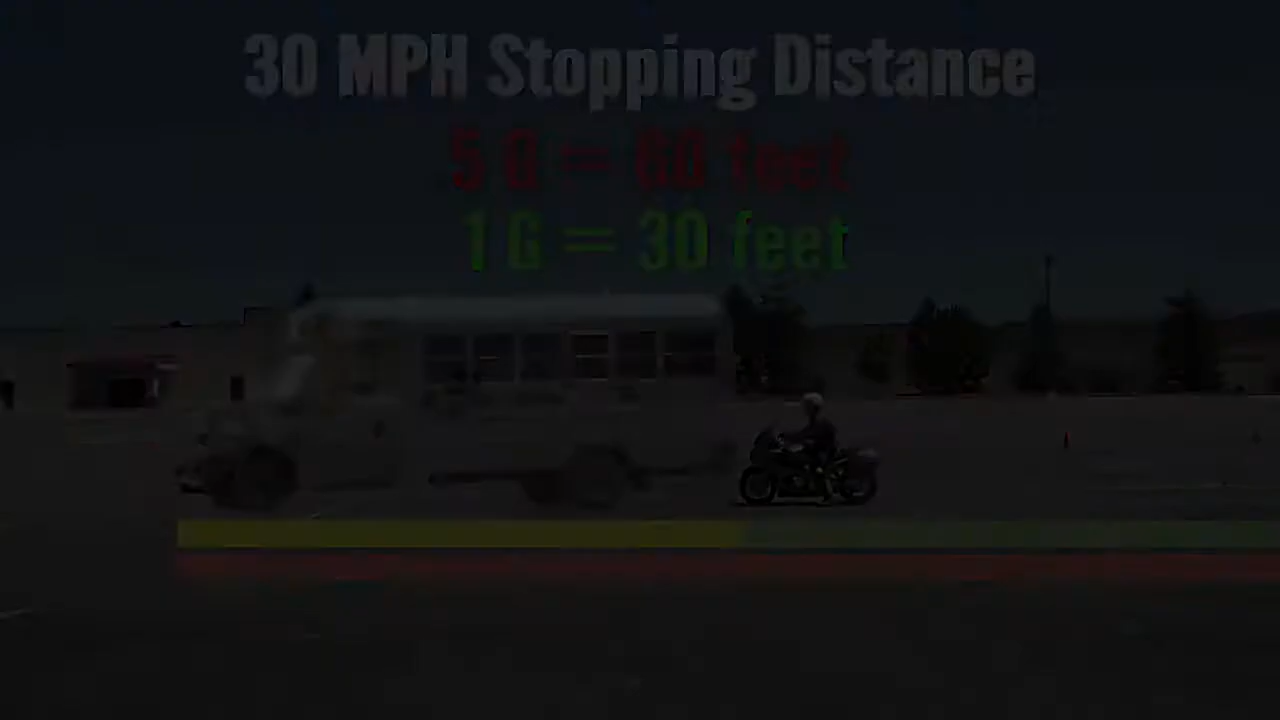 30 MPH Stopping Distance
5 G = 60 feet
1 G = 30 feet